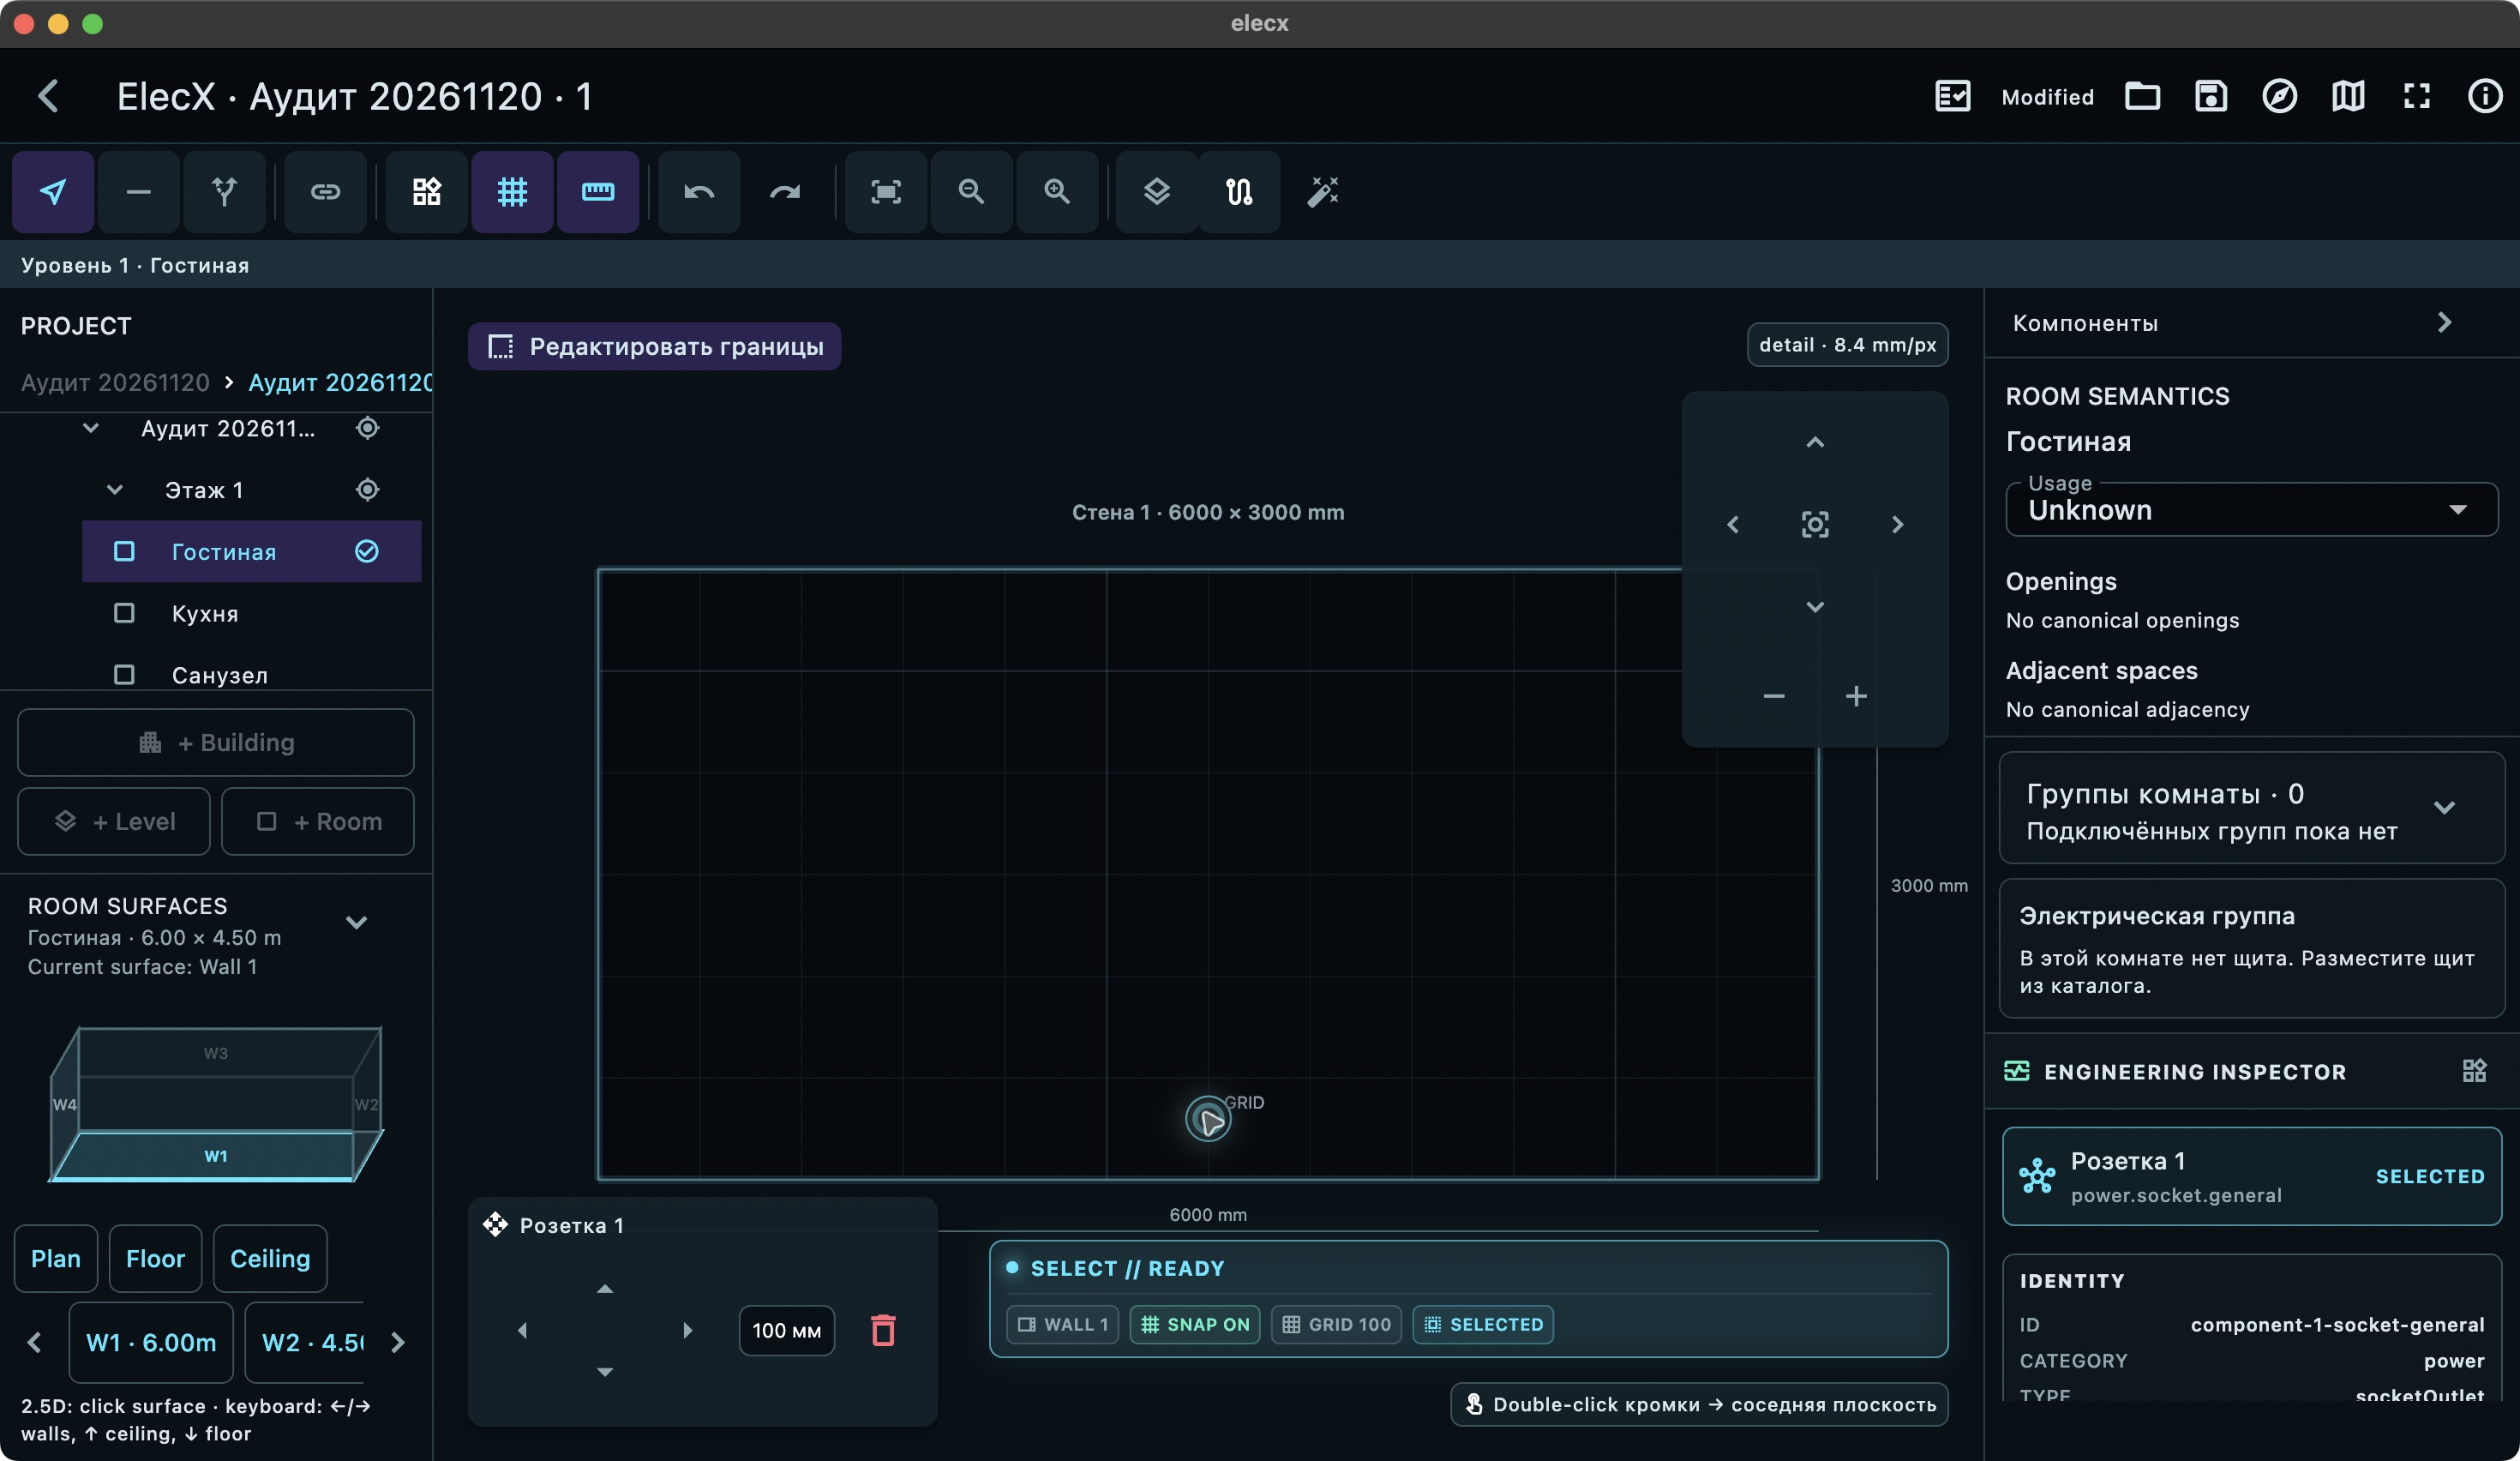 elecx
ElecX · Аудит 20261120 · 1
Modified
Уровень 1 · Гостиная
PROJECT
Аудит 20261120 › Аудит 20261120
Аудит 202611...
Этаж 1
Гостиная
Кухня
Санузел
+ Building
+ Level
+ Room
ROOM SURFACES
Гостиная · 6.00 × 4.50 m
Current surface: Wall 1
W3
W4
W2
W1
Plan
Floor
Ceiling
W1 · 6.00m
W2 · 4.50
2.5D: click surface · keyboard: ←/→
walls, ↑ ceiling, ↓ floor
Редактировать границы
detail · 8.4 mm/px
Стена 1 · 6000 × 3000 mm
3000 mm
GRID
6000 mm
Розетка 1
100 мм
SELECT // READY
WALL 1
SNAP ON
GRID 100
SELECTED
Double-click кромки → соседняя плоскость
Компоненты
ROOM SEMANTICS
Гостиная
Usage
Unknown
Openings
No canonical openings
Adjacent spaces
No canonical adjacency
Группы комнаты · 0
Подключённых групп пока нет
Электрическая группа
В этой комнате нет щита. Разместите щит
из каталога.
ENGINEERING INSPECTOR
Розетка 1
power.socket.general
SELECTED
IDENTITY
ID component-1-socket-general
CATEGORY power
TYPE socketOutlet